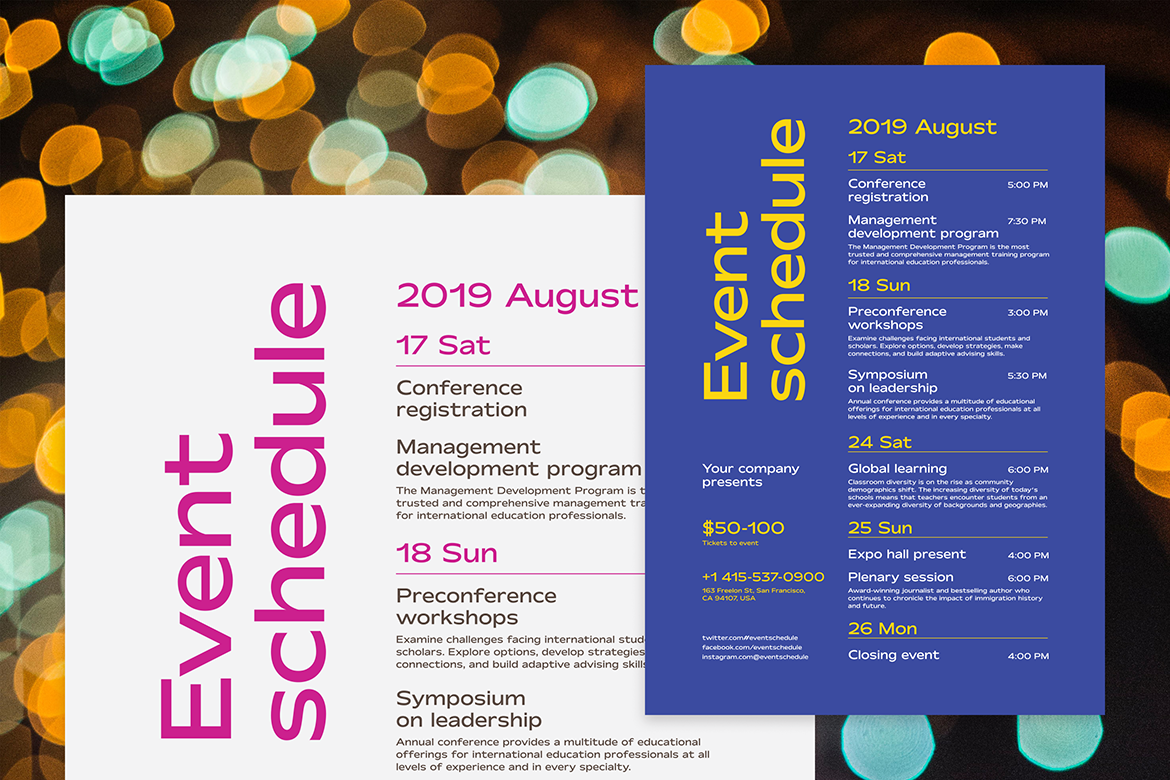 Event
schedule
2019 August
17 Sat
Conference
registration
Management
development program
The Management Development Program is
trusted and comprehensive management
for international education professionals.
18 Sun
Preconference
workshops
Examine challenges facing international
scholars. Explore options, develop strategies
connections, and build adaptive advising
Symposium
on leadership
Annual conference provides a multitude of educational
offerings for international education professionals at all
levels of experience and in every specialty.
Event
schedule
Your company
presents
$50-100
Tickets to event
+1 415-537-0900
163 Freelon St, San Francisco,
CA 94107, USA
twitter.com/#eventschedule
facebook.com/eventschedule
instagram.com@eventschedule
2019 August
17 Sat
Conference 5:00 PM
registration
Management 7:30 PM
development program
The Management Development Program is the most
trusted and comprehensive management training program
for international education professionals.
18 Sun
Preconference 3:00 PM
workshops
Examine challenges facing international students and
scholars. Explore options, develop strategies, make
connections, and build adaptive advising skills.
Symposium 5:30 PM
on leadership
Annual conference provides a multitude of educational
offerings for international education professionals at all
levels of experience and in every specialty.
24 Sat
Global learning 6:00 PM
Classroom diversity is on the rise as community
demographics shift. The increasing diversity of today's
schools means that teachers encounter students from an
ever-expanding diversity of backgrounds and geographies.
25 Sun
Expo hall present 4:00 PM
Plenary session 6:00 PM
Award-winning journalist and bestselling author who
continues to chronicle the impact of immigration history
and future.
26 Mon
Closing event 4:00 PM